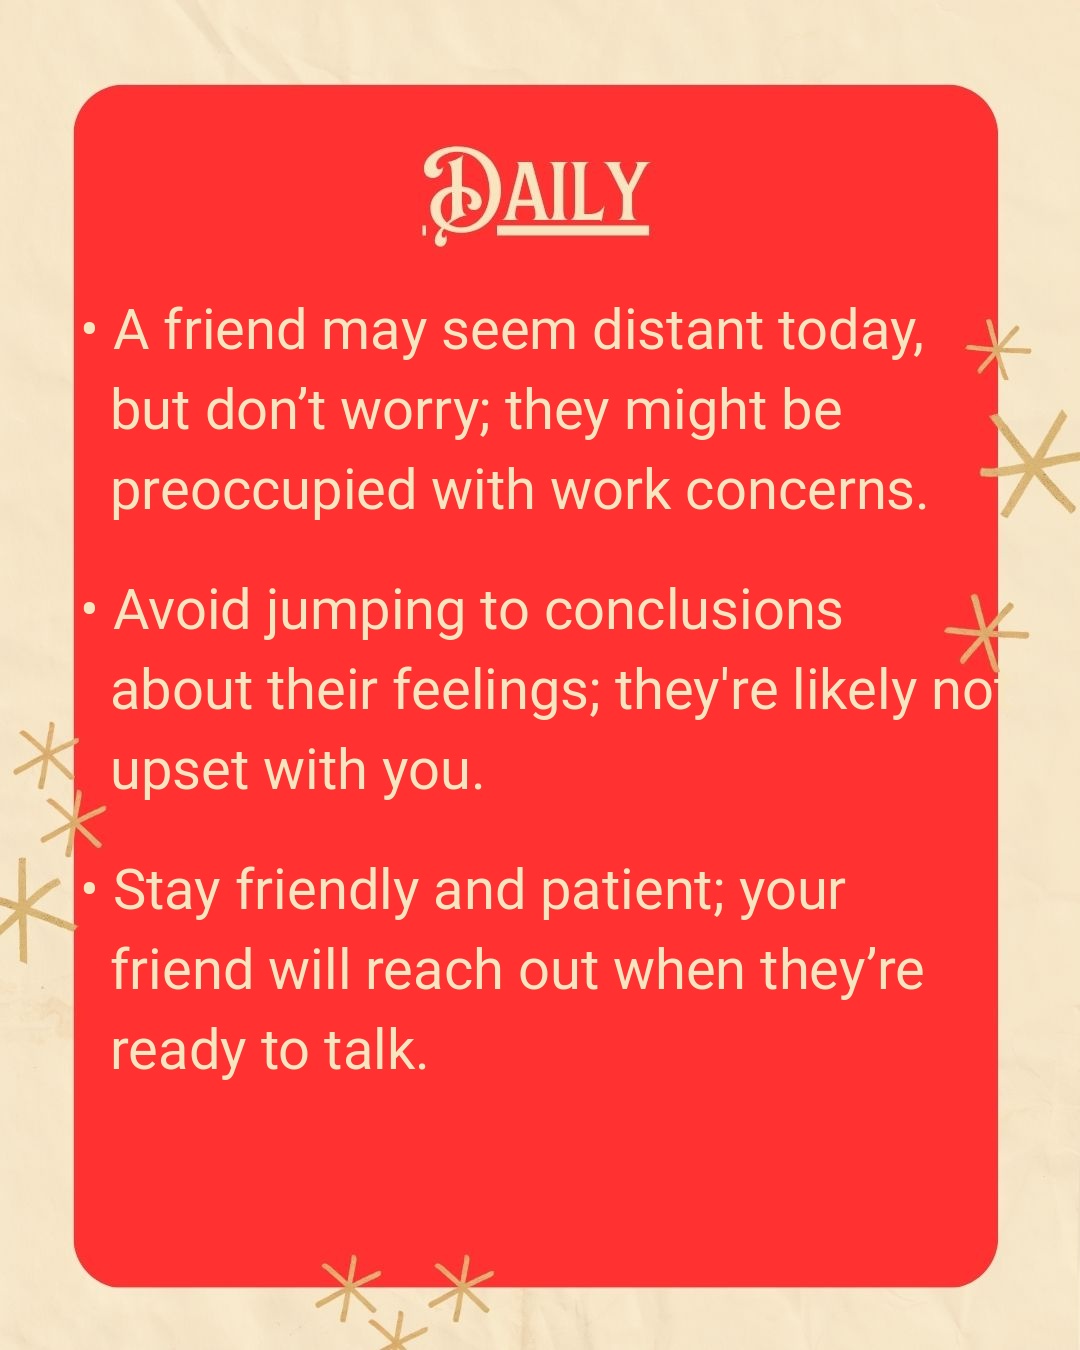 Daily
• A friend may seem distant today,
but don’t worry; they might be
preoccupied with work concerns.
• Avoid jumping to conclusions
about their feelings; they're likely not
upset with you.
• Stay friendly and patient; your
friend will reach out when they’re
ready to talk.